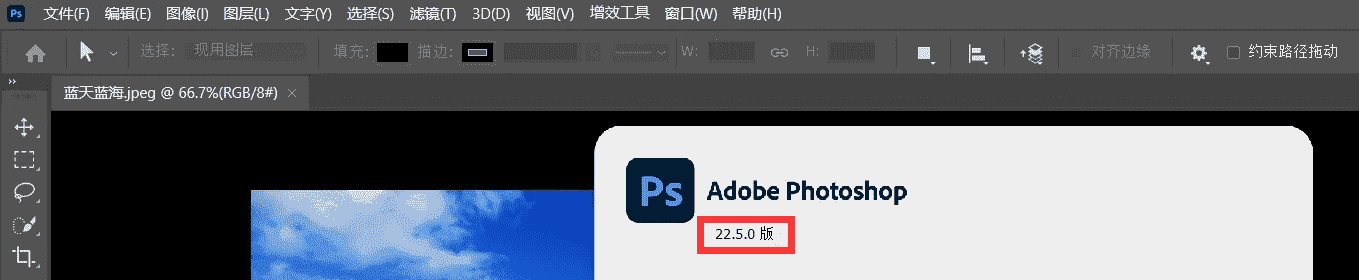 Ps 文件(F) 编辑(E) 图像(I) 图层(L) 文字(Y) 选择(S) 滤镜(T) 3D(D) 视图(V) 增效工具 窗口(W) 帮助(H)
选择: 现用图层 填充: 描边: W: H: 对齐边缘 约束路径拖动
蓝天蓝海.jpeg @ 66.7%(RGB/8#) ×
Ps Adobe Photoshop
22.5.0 版